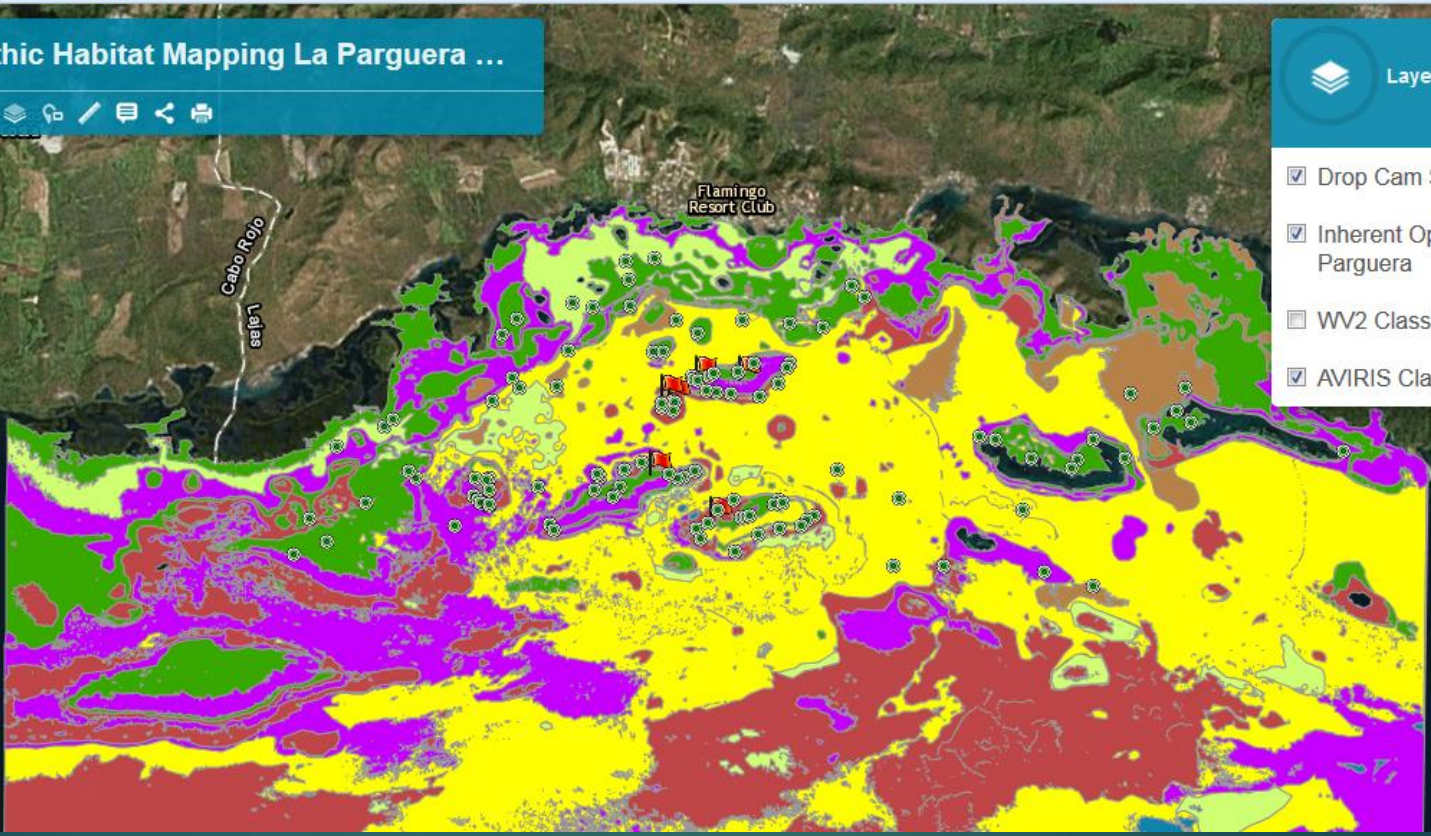 thic Habitat Mapping La Parguera ...
Laye
Drop Cam S
Inherent Op
Parguera
WV2 Class
AVIRIS Cla
Flamingo
Resort Club
Cabo Rojo
Lajas